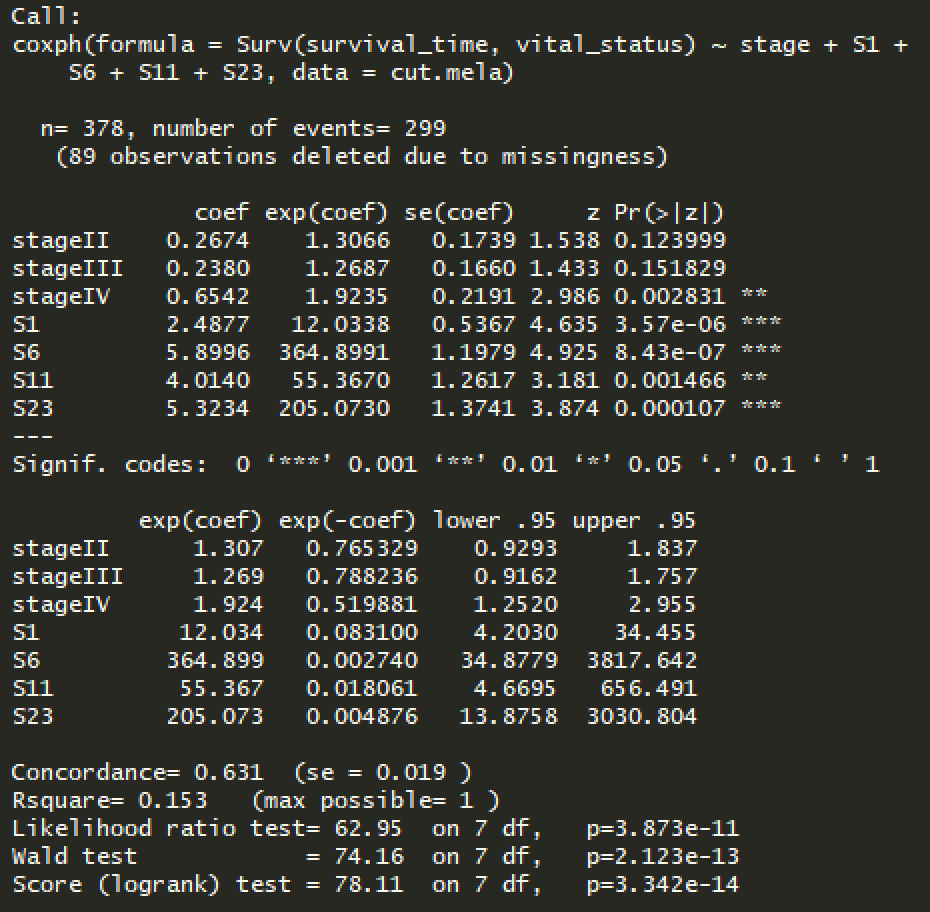 Call:
coxph(formula = Surv(survival_time, vital_status) ~ stage + S1 +
    S6 + S11 + S23, data = cut.mela)

  n= 378, number of events= 299
   (89 observations deleted due to missingness)

             coef exp(coef) se(coef)     z Pr(>|z|)
stageII    0.2674    1.3066   0.1739 1.538 0.123999
stageIII   0.2380    1.2687   0.1660 1.433 0.151829
stageIV    0.6542    1.9235   0.2191 2.986 0.002831 **
S1         2.4877   12.0338   0.5367 4.635 3.57e-06 ***
S6         5.8996  364.8991   1.1979 4.925 8.43e-07 ***
S11        4.0140   55.3670   1.2617 3.181 0.001466 **
S23        5.3234  205.0730   1.3741 3.874 0.000107 ***
---
Signif. codes:  0 ‘***’ 0.001 ‘**’ 0.01 ‘*’ 0.05 ‘.’ 0.1 ‘ ’ 1

         exp(coef) exp(-coef) lower .95 upper .95
stageII      1.307   0.765329    0.9293     1.837
stageIII     1.269   0.788236    0.9162     1.757
stageIV      1.924   0.519881    1.2520     2.955
S1          12.034   0.083100    4.2030    34.455
S6         364.899   0.002740   34.8779  3817.642
S11         55.367   0.018061    4.6695   656.491
S23        205.073   0.004876   13.8758  3030.804

Concordance= 0.631  (se = 0.019 )
Rsquare= 0.153   (max possible= 1 )
Likelihood ratio test= 62.95  on 7 df,   p=3.873e-11
Wald test            = 74.16  on 7 df,   p=2.123e-13
Score (logrank) test = 78.11  on 7 df,   p=3.342e-14